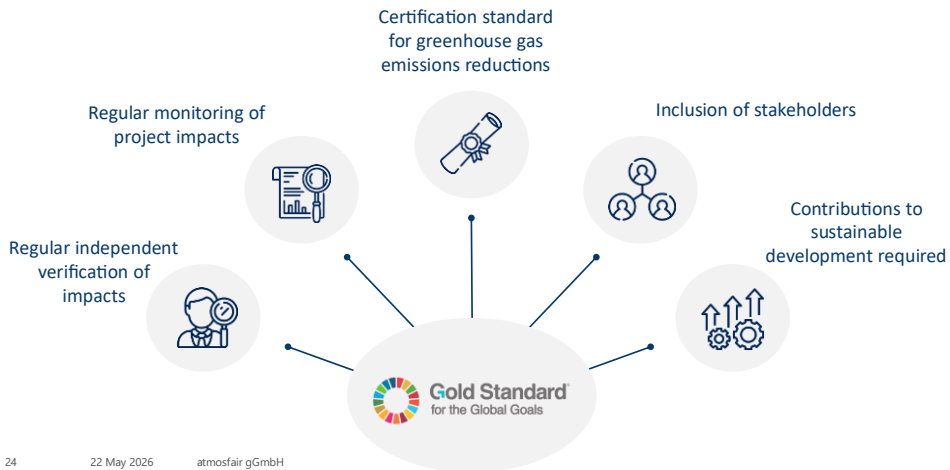 Certification standard
for greenhouse gas
emissions reductions
Regular monitoring of
project impacts
Inclusion of stakeholders
Contributions to
sustainable
development required
Regular independent
verification of
impacts
Gold Standard
for the Global Goals
24 22 May 2026 atmosfair gGmbH